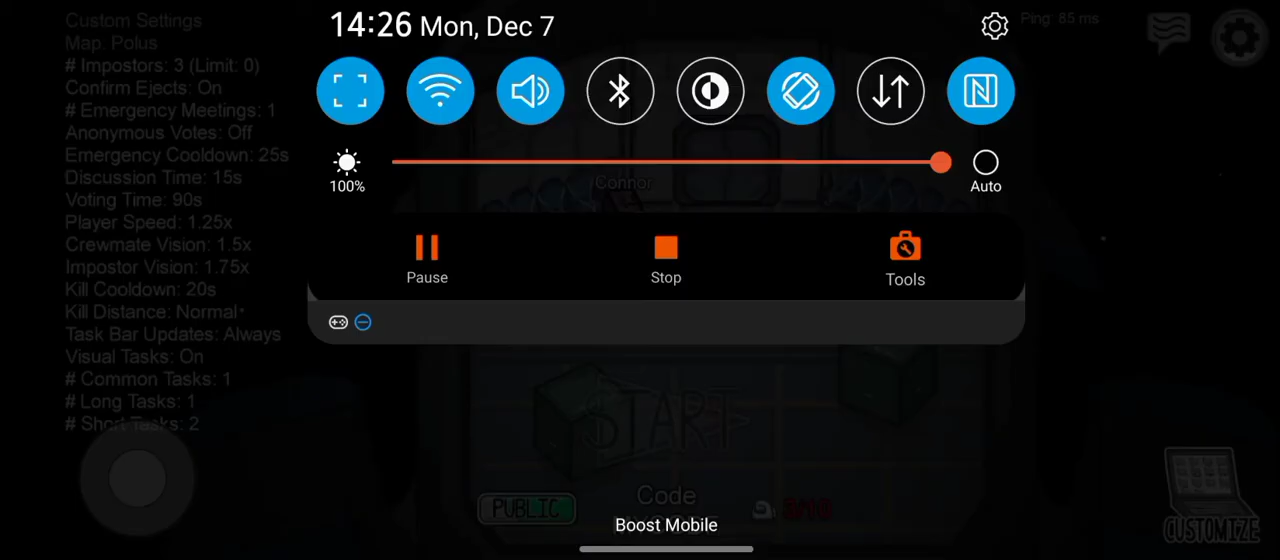 Custom Settings
Map: Polus
# Impostors: 3 (Limit: 0)
Confirm Ejects: On
# Emergency Meetings: 1
Anonymous Votes: Off
Emergency Cooldown: 25s
Discussion Time: 15s
Voting Time: 90s
Player Speed: 1.25x
Crewmate Vision: 1.5x
Impostor Vision: 1.75x
Kill Cooldown: 20s
Kill Distance: Normal
Task Bar Updates: Always
Visual Tasks: On
# Common Tasks: 1
# Long Tasks: 1
# Short Tasks: 2
14:26 Mon, Dec 7
Ping: 85 ms
100%
Auto
Connor
Pause
Stop
Tools
START
PUBLIC
Code
3/10
Boost Mobile
CUSTOMIZE